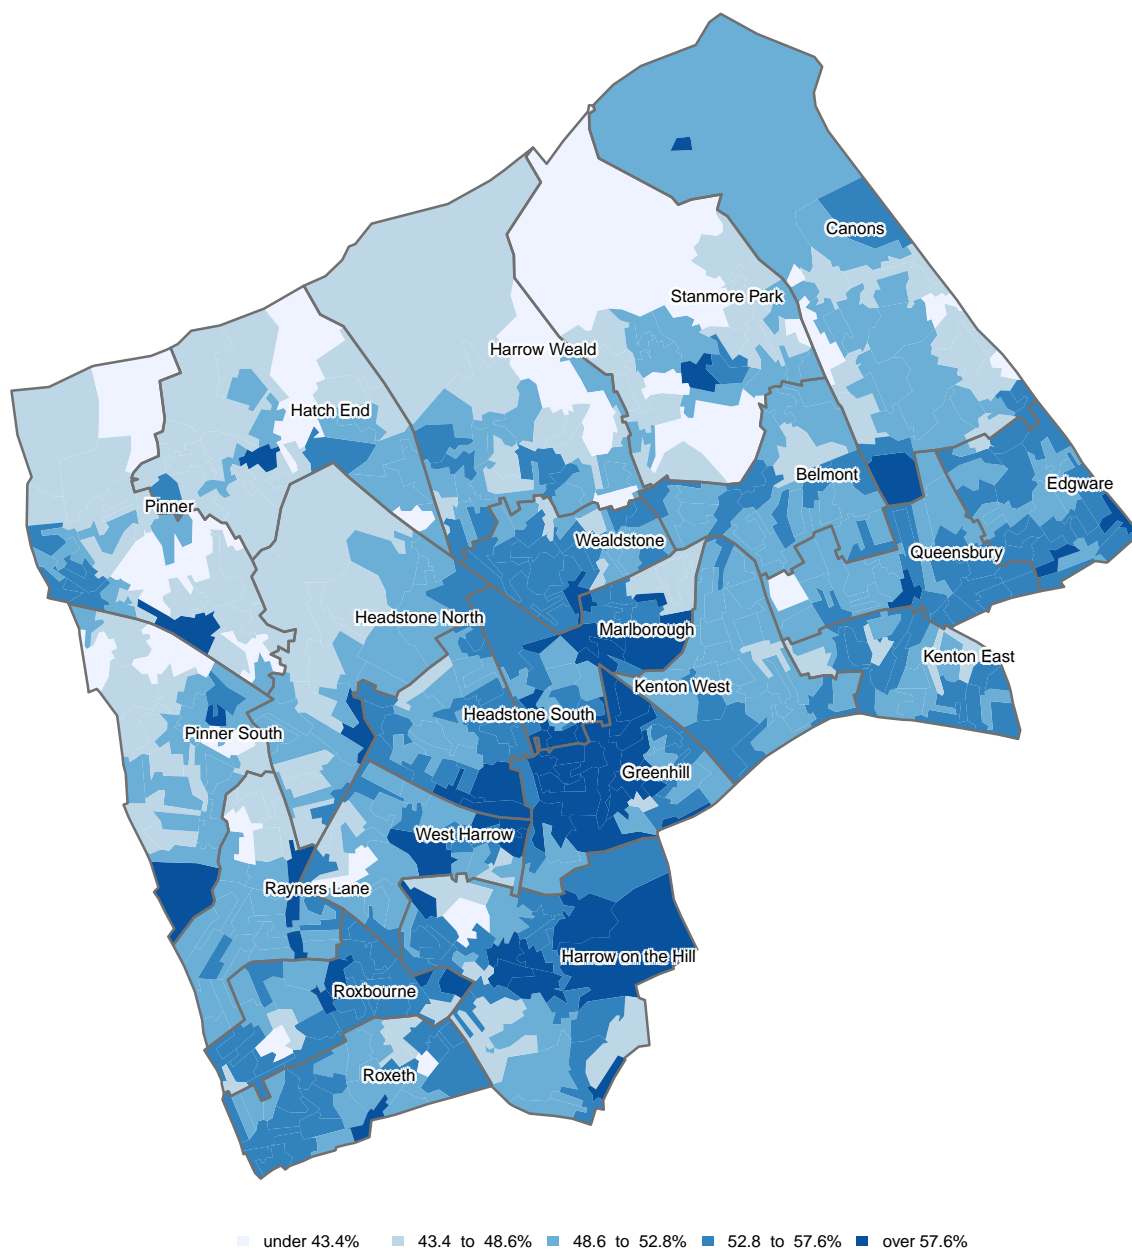 Canons
Stanmore Park
Harrow Weald
Hatch End
Belmont
Edgware
Pinner
Wealdstone
Queensbury
Headstone North
Marlborough
Kenton East
Kenton West
Headstone South
Pinner South
Greenhill
West Harrow
Rayners Lane
Harrow on the Hill
Roxbourne
Roxeth
under 43.4% 43.4 to 48.6% 48.6 to 52.8% 52.8 to 57.6% over 57.6%